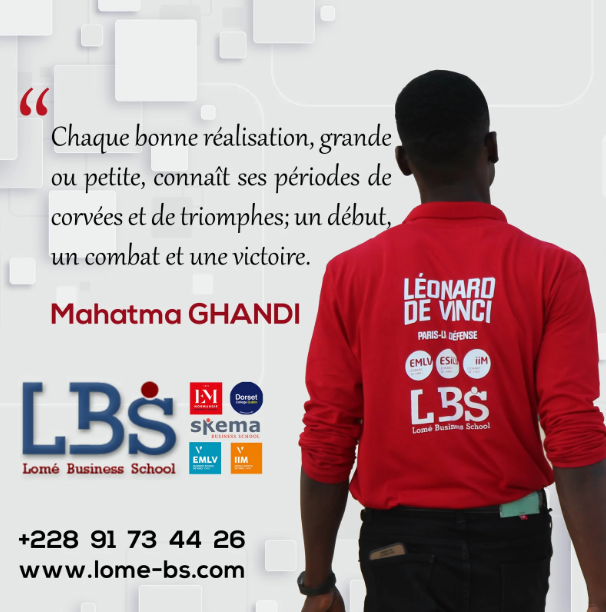 “
Chaque bonne réalisation, grande
ou petite, connaît ses périodes de
corvées et de triomphes; un début,
un combat et une victoire.
Mahatma GHANDI
LÉONARD
DE VINCI
PARIS-LA DÉFENSE
EMLV ESILV iiM
LBS
Lomé Business School
LBS
Lomé Business School
EM
NORMANDIE
Dorset
skema
BUSINESS SCHOOL
EMLV
IIM
+228 91 73 44 26
www.lome-bs.com